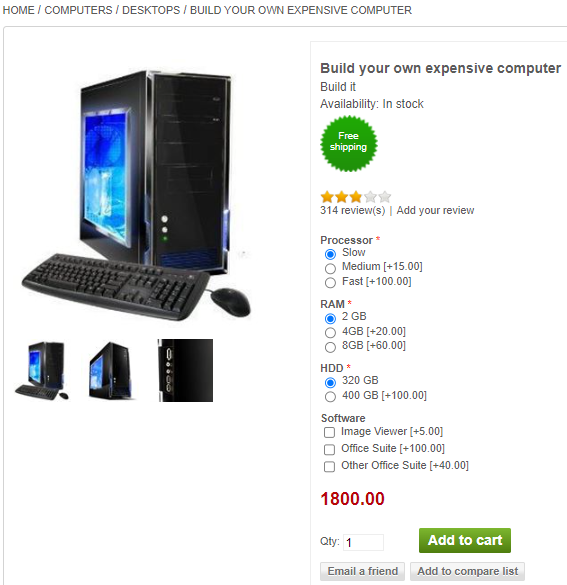 HOME / COMPUTERS / DESKTOPS / BUILD YOUR OWN EXPENSIVE COMPUTER
Build your own expensive computer
Build it
Availability: In stock
Free
shipping
314 review(s) | Add your review
Processor *
Slow
Medium [+15.00]
Fast [+100.00]
RAM *
2 GB
4GB [+20.00]
8GB [+60.00]
HDD *
320 GB
400 GB [+100.00]
Software
Image Viewer [+5.00]
Office Suite [+100.00]
Other Office Suite [+40.00]
1800.00
Qty: 1 Add to cart
Email a friend Add to compare list